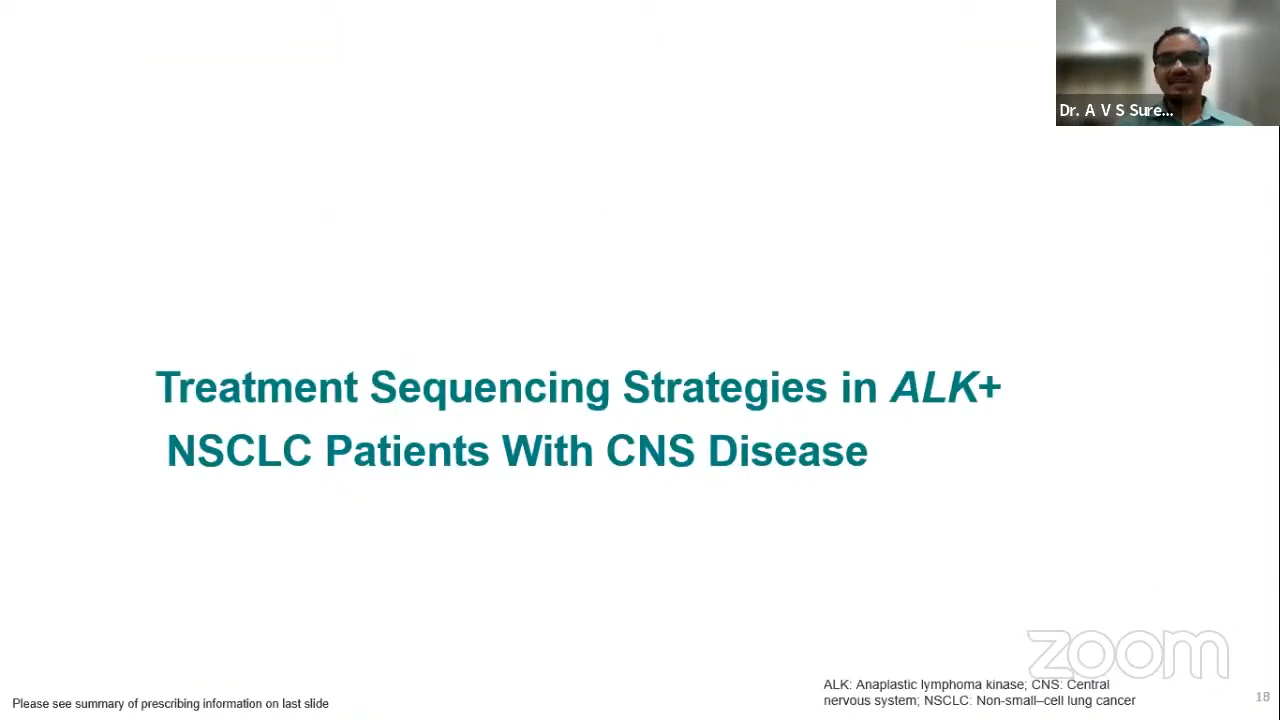 Dr. A V S Sure...
Treatment Sequencing Strategies in ALK+
NSCLC Patients With CNS Disease
zoom
ALK: Anaplastic lymphoma kinase; CNS: Central
nervous system; NSCLC: Non-small–cell lung cancer
Please see summary of prescribing information on last slide
18